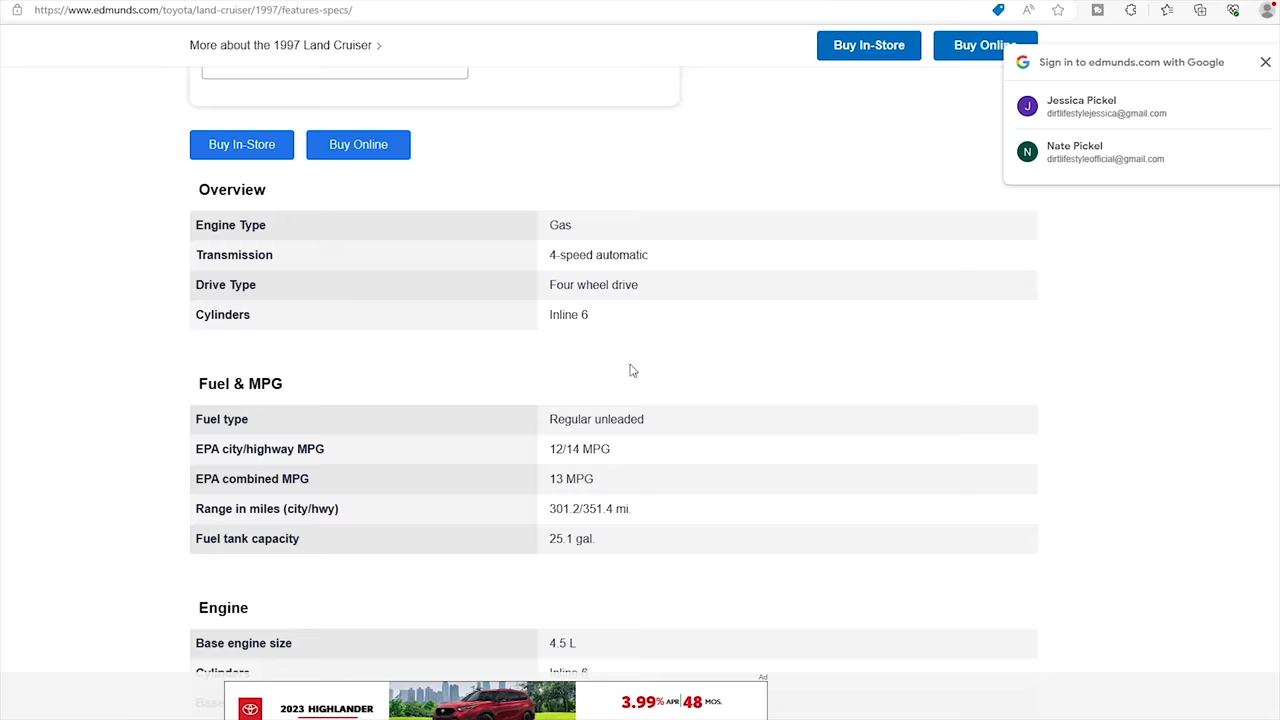 https://www.edmunds.com/toyota/land-cruiser/1997/features-specs/
More about the 1997 Land Cruiser
Buy In-Store
Buy Online
Sign in to edmunds.com with Google
J
Jessica Pickel
dirtlifestylejessica@gmail.com
N
Nate Pickel
dirtlifestyleofficial@gmail.com
Buy In-Store
Buy Online
Overview
Engine Type Gas
Transmission 4-speed automatic
Drive Type Four wheel drive
Cylinders Inline 6
Fuel & MPG
Fuel type Regular unleaded
EPA city/highway MPG 12/14 MPG
EPA combined MPG 13 MPG
Range in miles (city/hwy) 301.2/351.4 mi.
Fuel tank capacity 25.1 gal.
Engine
Base engine size 4.5 L
Cylinders Inline 6
Base
Ad
2023 HIGHLANDER
3.99% APR 48 MOS.